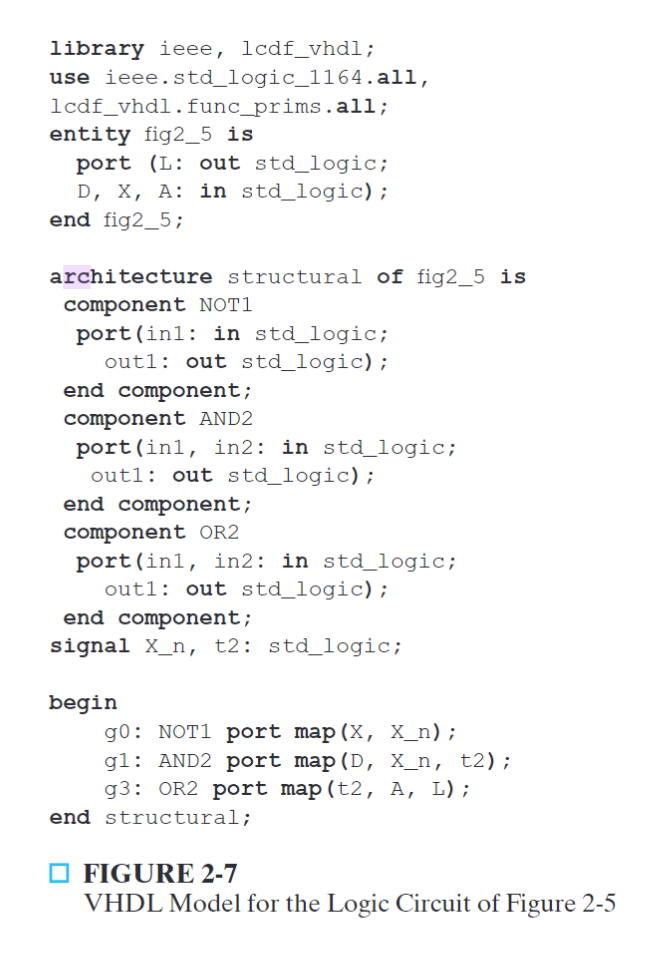 library ieee, lcdf_vhdl;
use ieee.std_logic_1164.all,
lcdf_vhdl.func_prims.all;
entity fig2_5 is
port (L: out std_logic;
D, X, A: in std_logic);
end fig2_5;
architecture structural of fig2_5 is
component NOT1
port(in1: in std_logic;
out1: out std_logic);
end component;
component AND2
port(in1, in2: in std_logic;
out1: out std_logic);
end component;
component OR2
port(in1, in2: in std_logic;
out1: out std_logic);
end component;
signal X_n, t2: std_logic;
begin
g0: NOT1 port map(X, X_n);
g1: AND2 port map(D, X_n, t2);
g3: OR2 port map(t2, A, L);
end structural;
FIGURE 2-7
VHDL Model for the Logic Circuit of Figure 2-5